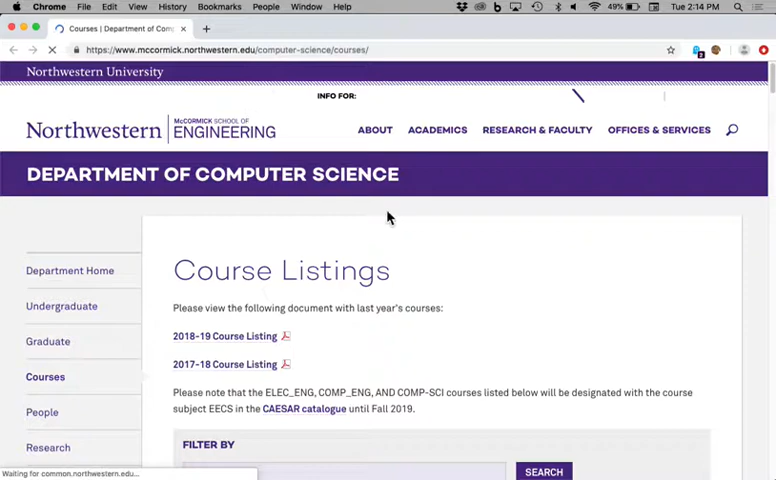 Chrome File Edit View History Bookmarks People Window Help 49% Tue 2:14 PM
Courses | Department of Comp
https://www.mccormick.northwestern.edu/computer-science/courses/
Northwestern University
INFO FOR:
Northwestern McCORMICK SCHOOL OF ENGINEERING
ABOUT ACADEMICS RESEARCH & FACULTY OFFICES & SERVICES
DEPARTMENT OF COMPUTER SCIENCE
Department Home
Undergraduate
Graduate
Courses
People
Research
Course Listings
Please view the following document with last year's courses:
2018-19 Course Listing
2017-18 Course Listing
Please note that the ELEC_ENG, COMP_ENG, AND COMP-SCI courses listed below will be designated with the course
subject EECS in the CAESAR catalogue until Fall 2019.
FILTER BY
SEARCH
Waiting for common.northwestern.edu...